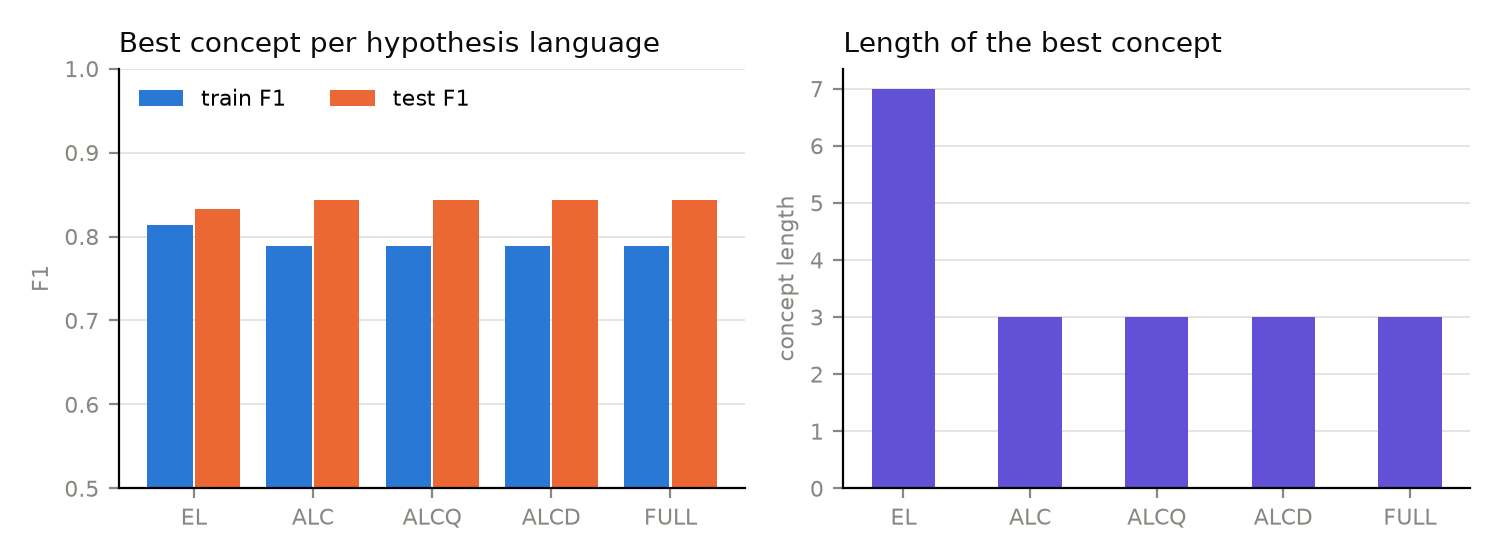 Best concept per hypothesis language
1.0
0.9
0.8
0.7
0.6
0.5
F1
train F1
test F1
EL
ALC
ALCQ
ALCD
FULL
Length of the best concept
7
6
5
4
3
2
1
0
concept length
EL
ALC
ALCQ
ALCD
FULL